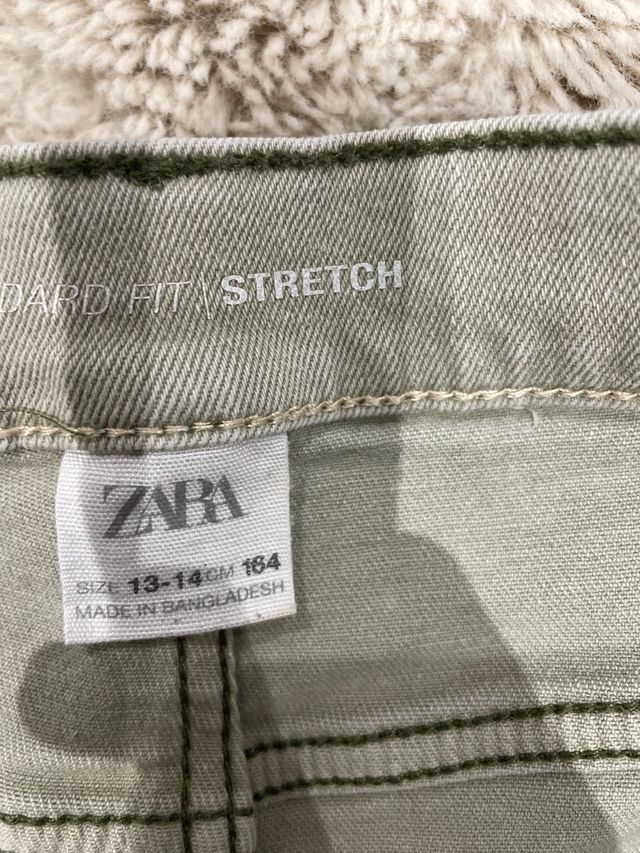 DARD FIT | STRETCH
ZARA
SIZE 13-14 CM 164
MADE IN BANGLADESH